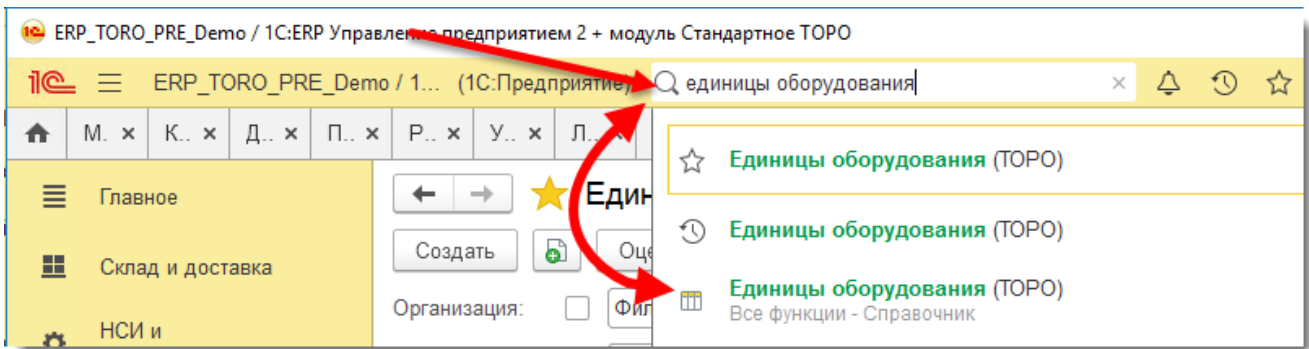 ERP_TORO_PRE_Demo / 1C:ERP Управление предприятием 2 + модуль Стандартное ТОРО
1С ERP_TORO_PRE_Demo / 1... (1С:Предприятие) единицы оборудования
М. К.. Д.. П.. Р.. У.. Л..
Единицы оборудования (ТОРО)
Главное
Един
Единицы оборудования (ТОРО)
Создать Оце
Склад и доставка
Единицы оборудования (ТОРО)
Организация: Фил
Все функции - Справочник
НСИ и